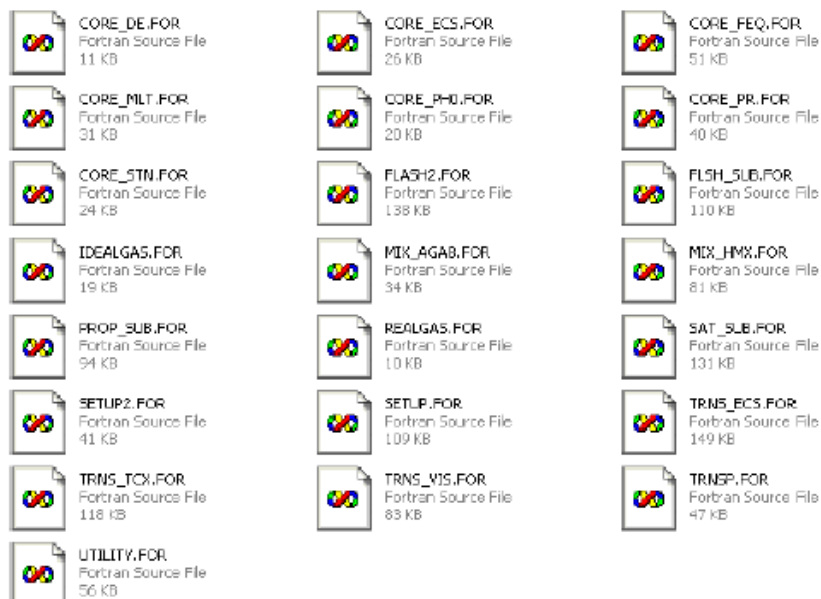 CORE_DE.FOR
Fortran Source File
11 KB
CORE_ECS.FOR
Fortran Source File
26 KB
CORE_FEQ.FOR
Fortran Source File
51 KB
CORE_MLT.FOR
Fortran Source File
31 KB
CORE_PH0.FOR
Fortran Source File
20 KB
CORE_PR.FOR
Fortran Source File
40 KB
CORE_STN.FOR
Fortran Source File
24 KB
FLASH2.FOR
Fortran Source File
138 KB
FLSH_SUB.FOR
Fortran Source File
110 KB
IDEALGAS.FOR
Fortran Source File
19 KB
MIX_AGAB.FOR
Fortran Source File
34 KB
MIX_HMX.FOR
Fortran Source File
81 KB
PROP_SUB.FOR
Fortran Source File
94 KB
REALGAS.FOR
Fortran Source File
10 KB
SAT_SUB.FOR
Fortran Source File
131 KB
SETUP2.FOR
Fortran Source File
41 KB
SETUP.FOR
Fortran Source File
109 KB
TRNS_ECS.FOR
Fortran Source File
149 KB
TRNS_TCX.FOR
Fortran Source File
118 KB
TRNS_VIS.FOR
Fortran Source File
83 KB
TRNSP.FOR
Fortran Source File
47 KB
UTILITY.FOR
Fortran Source File
56 KB